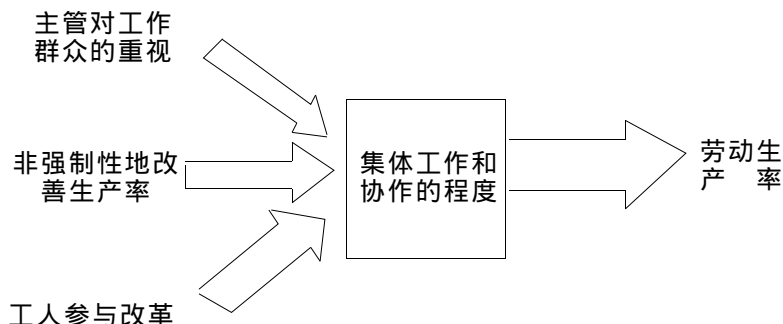 主管对工作
群众的重视
非强制性地改
善生产率
工人参与改革
集体工作和
协作的程度
劳动生
产 率